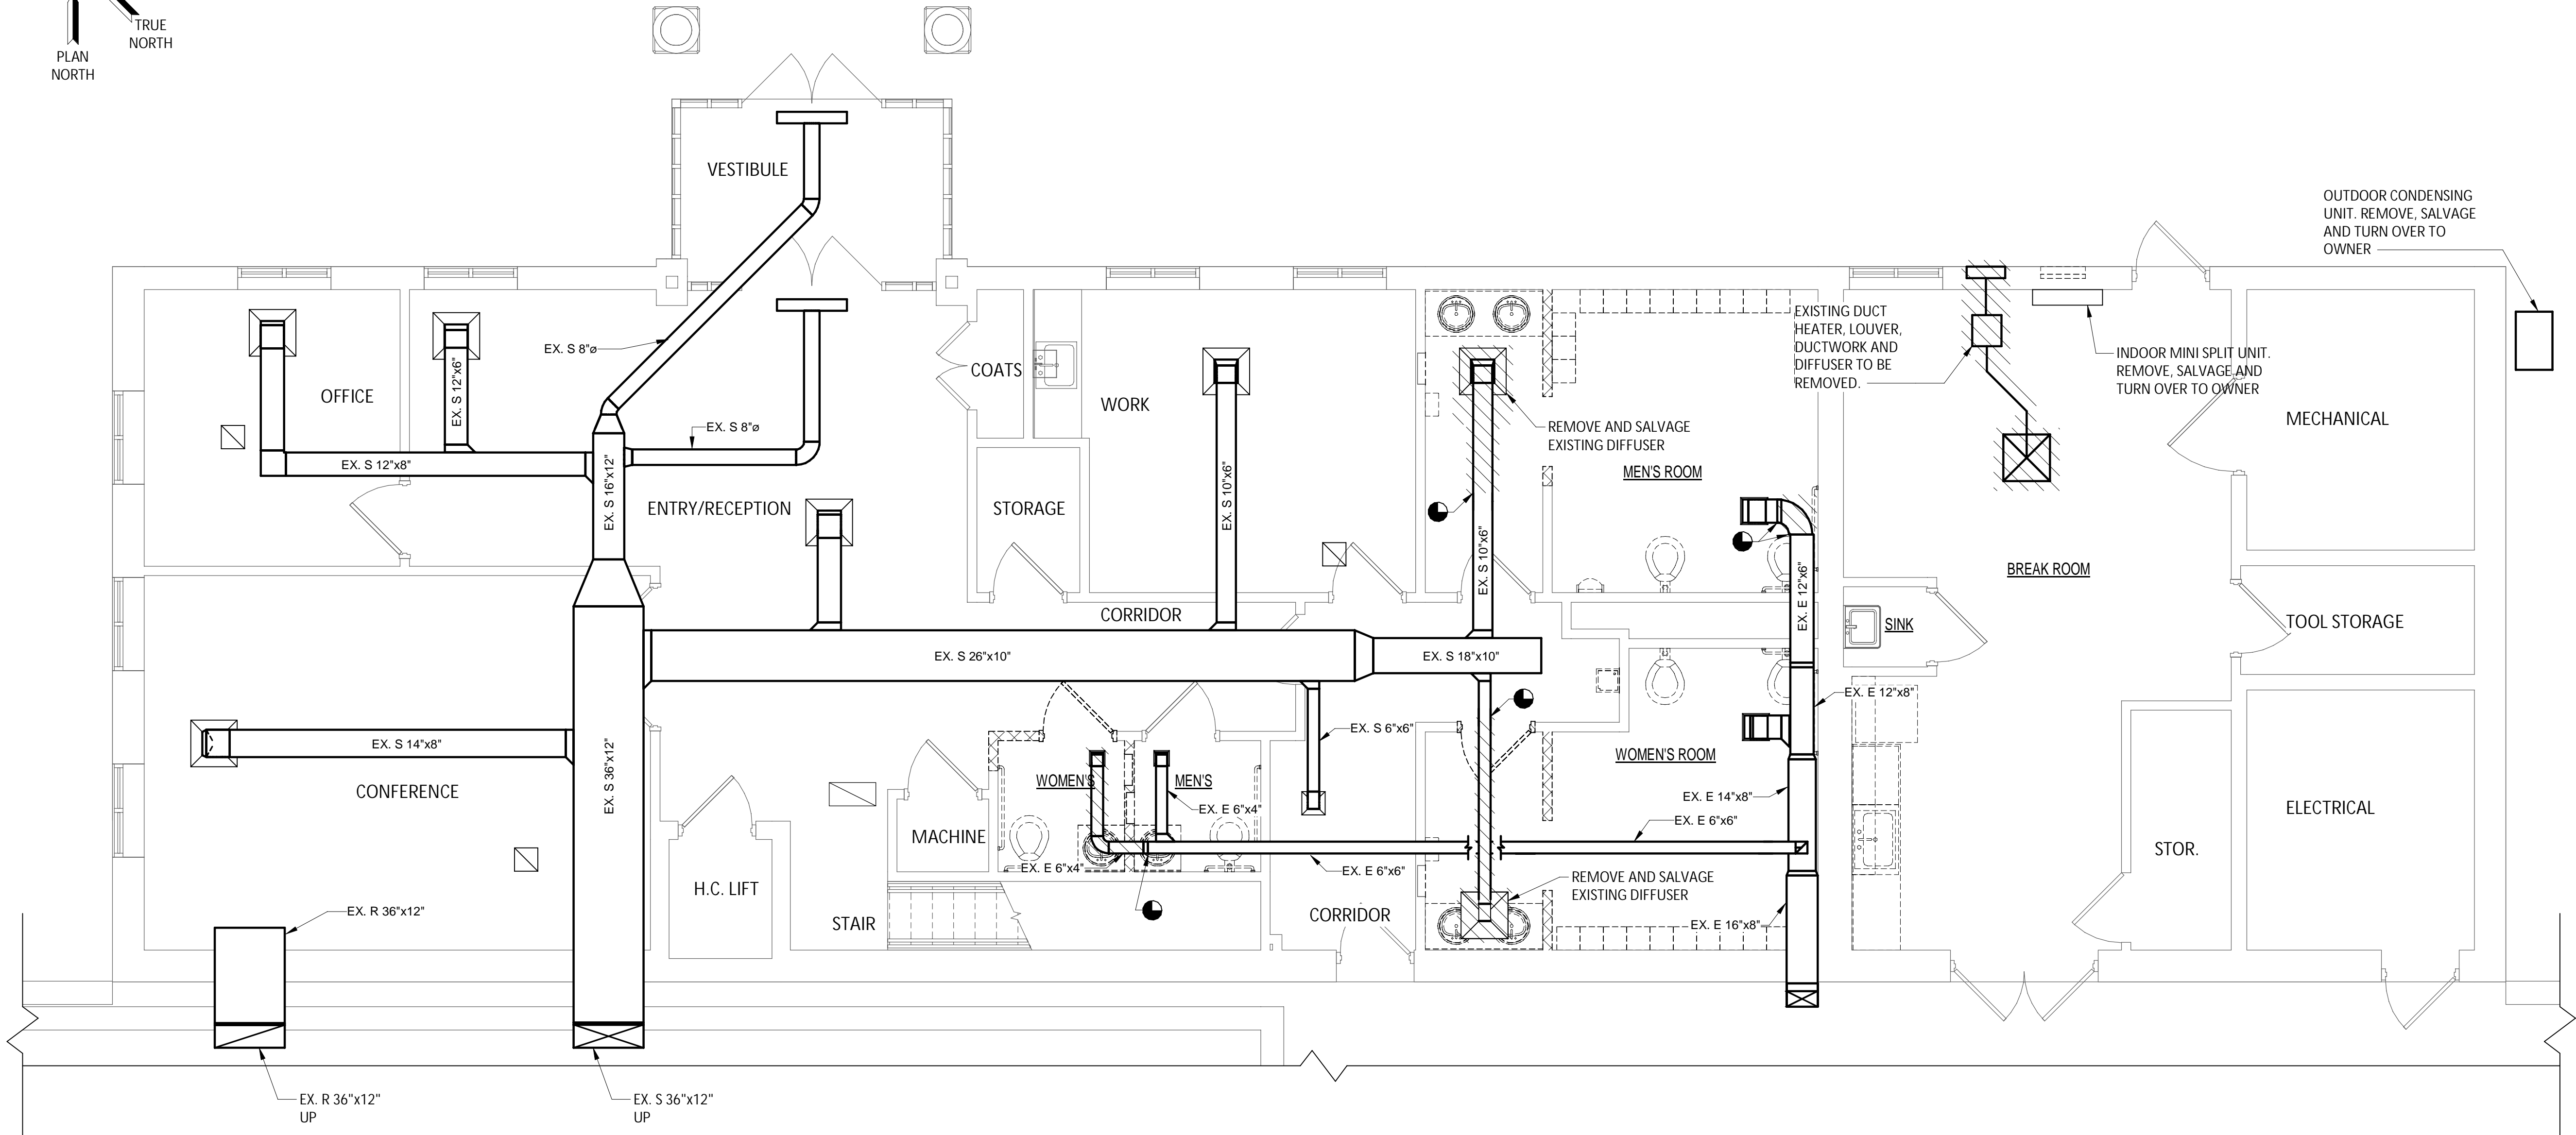 TRUE
NORTH
PLAN
NORTH
VESTIBULE
OUTDOOR CONDENSING
UNIT. REMOVE, SALVAGE
AND TURN OVER TO
OWNER
EXISTING DUCT
HEATER, LOUVER,
DUCTWORK AND
DIFFUSER TO BE
REMOVED.
INDOOR MINI SPLIT UNIT.
REMOVE, SALVAGE AND
TURN OVER TO OWNER
EX. S 8"ø
EX. S 12"x6"
OFFICE
COATS
WORK
MECHANICAL
EX. S 8"ø
REMOVE AND SALVAGE
EXISTING DIFFUSER
EX. S 12"x8"
EX. S 16"x12"
MEN'S ROOM
ENTRY/RECEPTION
STORAGE
EX. S 10"x6"
EX. S 10"x6"
EX. E 12"x6"
BREAK ROOM
CORRIDOR
SINK
TOOL STORAGE
EX. S 26"x10"
EX. S 18"x10"
EX. E 12"x8"
EX. S 14"x8"
EX. S 36"x12"
EX. S 6"x6"
WOMEN'S ROOM
CONFERENCE
WOMEN'S
MEN'S
EX. E 6"x4"
EX. E 14"x8"
EX. E 6"x6"
ELECTRICAL
MACHINE
STOR.
EX. E 6"x4"
EX. E 6"x6"
H.C. LIFT
REMOVE AND SALVAGE
EXISTING DIFFUSER
EX. R 36"x12"
STAIR
CORRIDOR
EX. E 16"x8"
EX. R 36"x12"
UP
EX. S 36"x12"
UP